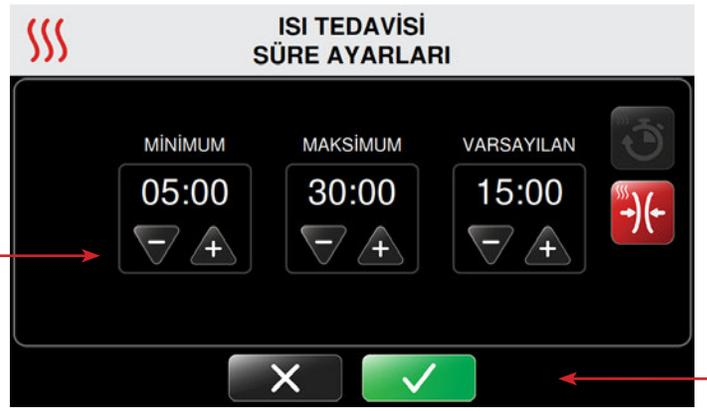 ISI TEDAVİSİ
SÜRE AYARLARI
MİNİMUM MAKSİMUM VARSAYILAN
05:00 30:00 15:00